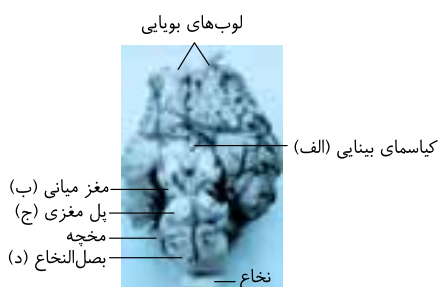 لوب‌های بویایی
کیاسمای بینایی (الف)
مغز میانی (ب)
پل مغزی (ج)
مخچه
بصل‌النخاع (د)
نخاع